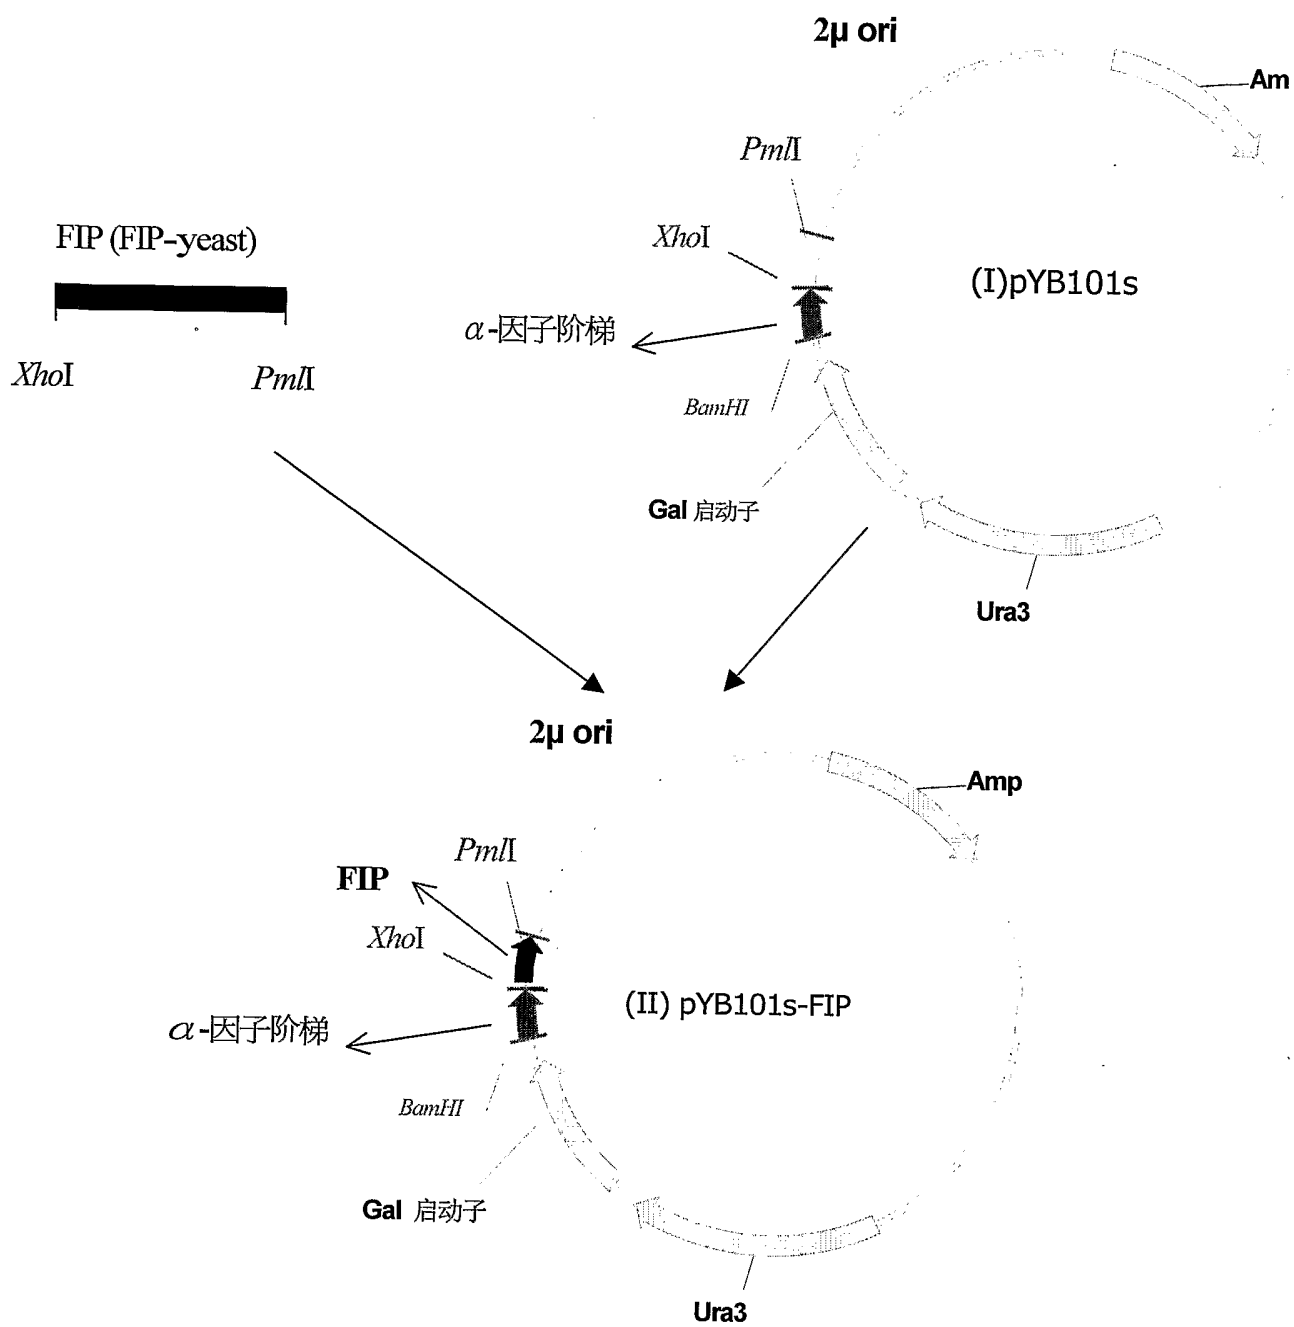 2μ ori
Am
PmlI
FIP (FIP-yeast)
XhoI
(I)pYB101s
α-因子阶梯
XhoI
PmlI
BamHI
Gal 启动子
Ura3
2μ ori
Amp
PmlI
FIP
XhoI
(II) pYB101s-FIP
α-因子阶梯
BamHI
Gal 启动子
Ura3